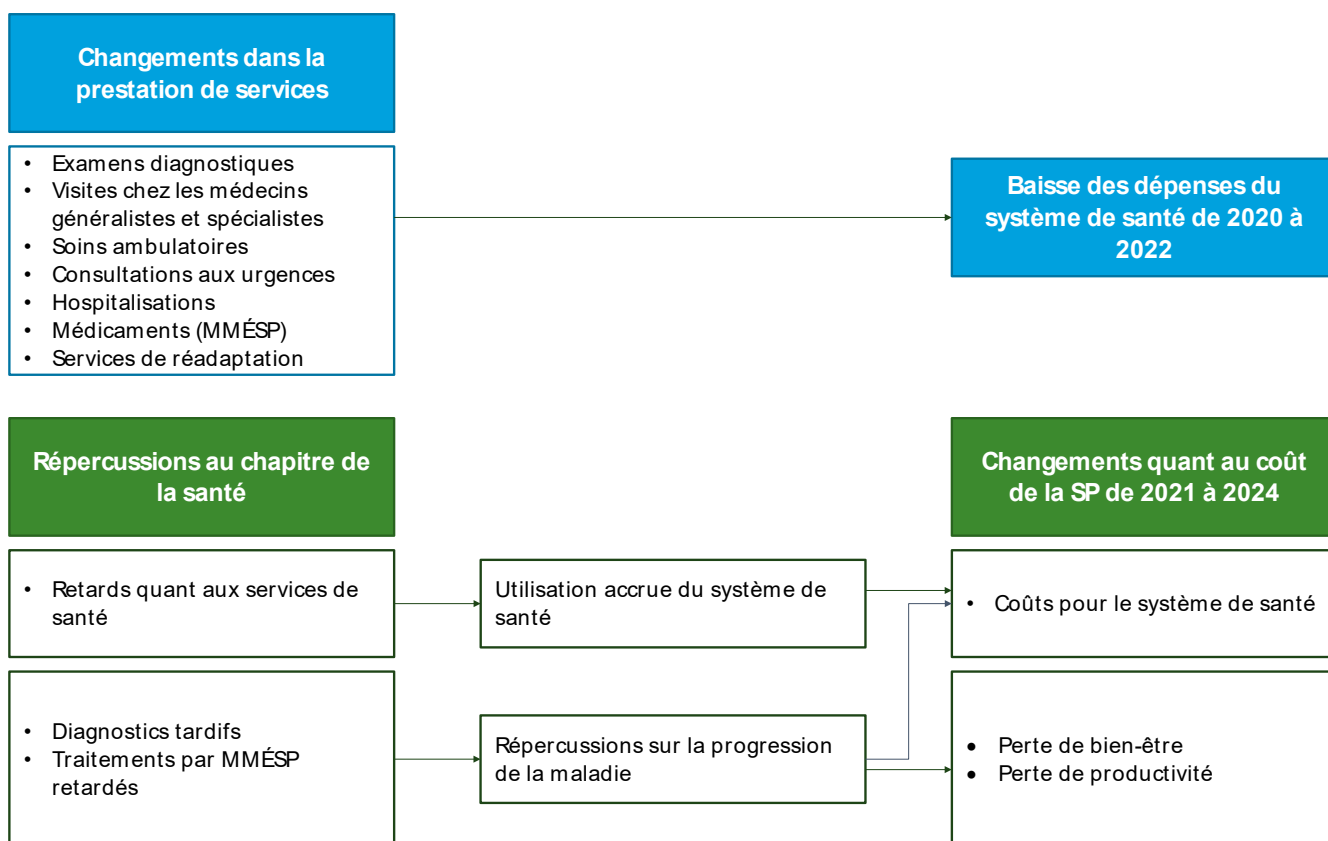 Changements dans la
prestation de services
• Examens diagnostiques
• Visites chez les médecins
généralistes et spécialistes
• Soins ambulatoires
• Consultations aux urgences
• Hospitalisations
• Médicaments (MMÉSP)
• Services de réadaptation
Baisse des dépenses du
système de santé de 2020 à
2022
Répercussions au chapitre de
la santé
Changements quant au coût
de la SP de 2021 à 2024
• Retards quant aux services de
santé
Utilisation accrue du système de
santé
• Coûts pour le système de santé
• Diagnostics tardifs
• Traitements par MMÉSP
retardés
Répercussions sur la progression
de la maladie
• Perte de bien-être
• Perte de productivité